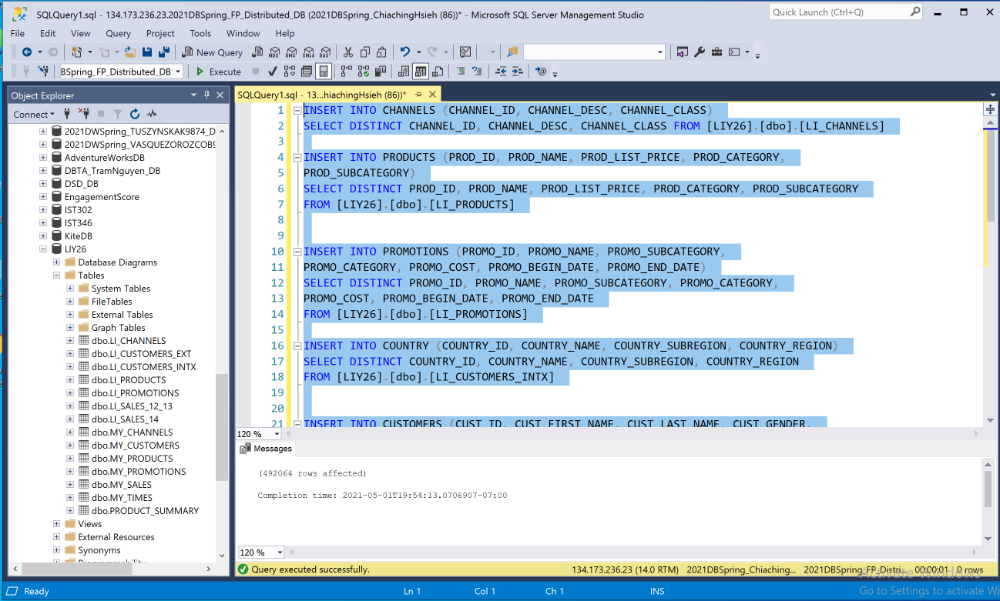 SQLQuery1.sql - 134.173.236.23.2021DBSpring_FP_Distributed_DB (2021DBSpring_ChiachingHsieh (86))* - Microsoft SQL Server Management Studio
Quick Launch (Ctrl+Q)
File Edit View Query Project Tools Window Help
New Query
MDX DMX XMLA DAX
BSpring_FP_Distributed_DB
Execute
Object Explorer
SQLQuery1.sql - 13...hiachingHsieh (86))*
Connect
2021DWSpring_TUSZYNSKAK9874_D
2021DWSpring_VASQUEZOROZCOB9
AdventureWorksDB
DBTA_TramNguyen_DB
DSD_DB
EngagementScore
IST302
IST346
KiteDB
LIY26
Database Diagrams
Tables
System Tables
FileTables
External Tables
Graph Tables
dbo.LI_CHANNELS
dbo.LI_CUSTOMERS_EXT
dbo.LI_CUSTOMERS_INTX
dbo.LI_PRODUCTS
dbo.LI_PROMOTIONS
dbo.LI_SALES_12_13
dbo.LI_SALES_14
dbo.MY_CHANNELS
dbo.MY_CUSTOMERS
dbo.MY_PRODUCTS
dbo.MY_PROMOTIONS
dbo.MY_SALES
dbo.MY_TIMES
dbo.PRODUCT_SUMMARY
Views
External Resources
Synonyms
Programmability
1 INSERT INTO CHANNELS (CHANNEL_ID, CHANNEL_DESC, CHANNEL_CLASS)
2 SELECT DISTINCT CHANNEL_ID, CHANNEL_DESC, CHANNEL_CLASS FROM [LIY26].[dbo].[LI_CHANNELS]
3
4 INSERT INTO PRODUCTS (PROD_ID, PROD_NAME, PROD_LIST_PRICE, PROD_CATEGORY,
5 PROD_SUBCATEGORY)
6 SELECT DISTINCT PROD_ID, PROD_NAME, PROD_LIST_PRICE, PROD_CATEGORY, PROD_SUBCATEGORY
7 FROM [LIY26].[dbo].[LI_PRODUCTS]
8
9
10 INSERT INTO PROMOTIONS (PROMO_ID, PROMO_NAME, PROMO_SUBCATEGORY,
11 PROMO_CATEGORY, PROMO_COST, PROMO_BEGIN_DATE, PROMO_END_DATE)
12 SELECT DISTINCT PROMO_ID, PROMO_NAME, PROMO_SUBCATEGORY, PROMO_CATEGORY,
13 PROMO_COST, PROMO_BEGIN_DATE, PROMO_END_DATE
14 FROM [LIY26].[dbo].[LI_PROMOTIONS]
15
16 INSERT INTO COUNTRY (COUNTRY_ID, COUNTRY_NAME, COUNTRY_SUBREGION, COUNTRY_REGION)
17 SELECT DISTINCT COUNTRY_ID, COUNTRY_NAME, COUNTRY_SUBREGION, COUNTRY_REGION
18 FROM [LIY26].[dbo].[LI_CUSTOMERS_INTX]
19
20
21 INSERT INTO CUSTOMERS (CUST_ID, CUST_FIRST_NAME, CUST_LAST_NAME, CUST_GENDER,
120 %
Messages
(492064 rows affected)
Completion time: 2021-05-01T19:54:13.0706907-07:00
120 %
Query executed successfully.
134.173.236.23 (14.0 RTM) 2021DBSpring_Chiaching... 2021DBSpring_FP_Distri... 00:00:01 0 rows
Activate Windows
Go to Settings to activate Wi
Ready Ln 1 Col 1 Ch 1 INS